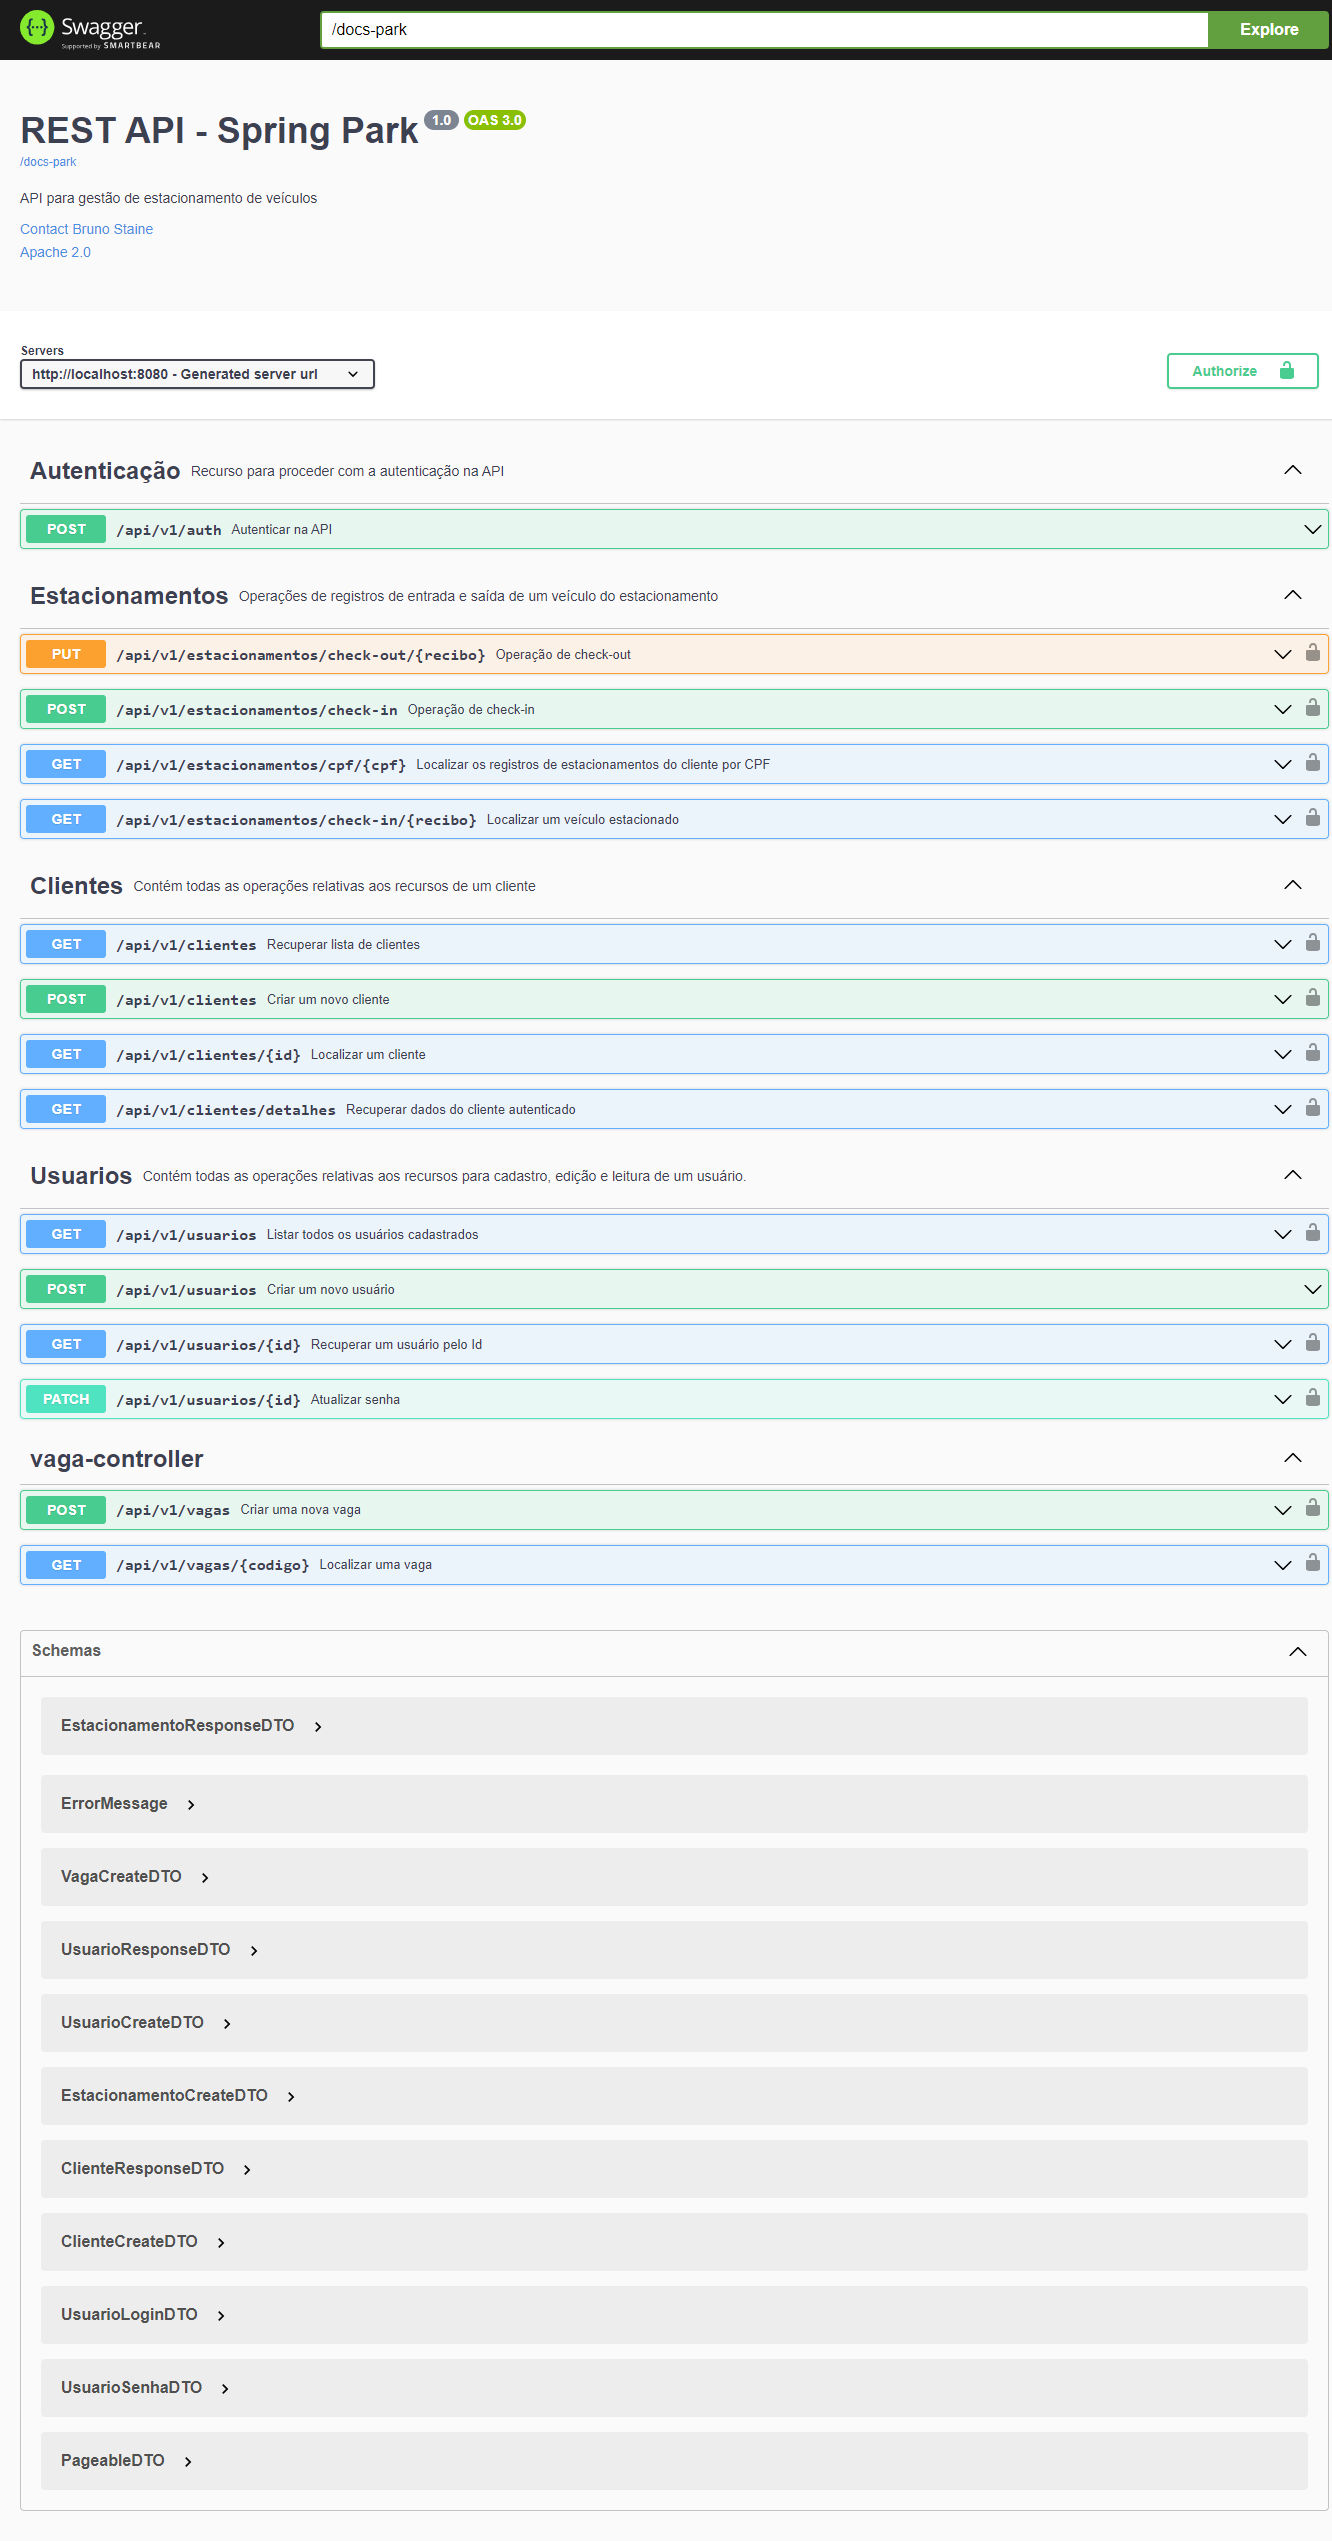 Swagger.
Supported by SMARTBEAR
/docs-park
Explore
REST API - Spring Park 1.0 OAS 3.0
/docs-park
API para gestão de estacionamento de veículos
Contact Bruno Staine
Apache 2.0
Servers
http://localhost:8080 - Generated server url
Authorize
Autenticação Recurso para proceder com a autenticação na API
POST /api/v1/auth Autenticar na API
Estacionamentos Operações de registros de entrada e saída de um veículo do estacionamento
PUT /api/v1/estacionamentos/check-out/{recibo} Operação de check-out
POST /api/v1/estacionamentos/check-in Operação de check-in
GET /api/v1/estacionamentos/cpf/{cpf} Localizar os registros de estacionamentos do cliente por CPF
GET /api/v1/estacionamentos/check-in/{recibo} Localizar um veículo estacionado
Clientes Contém todas as operações relativas aos recursos de um cliente
GET /api/v1/clientes Recuperar lista de clientes
POST /api/v1/clientes Criar um novo cliente
GET /api/v1/clientes/{id} Localizar um cliente
GET /api/v1/clientes/detalhes Recuperar dados do cliente autenticado
Usuarios Contém todas as operações relativas aos recursos para cadastro, edição e leitura de um usuário.
GET /api/v1/usuarios Listar todos os usuários cadastrados
POST /api/v1/usuarios Criar um novo usuário
GET /api/v1/usuarios/{id} Recuperar um usuário pelo Id
PATCH /api/v1/usuarios/{id} Atualizar senha
vaga-controller
POST /api/v1/vagas Criar uma nova vaga
GET /api/v1/vagas/{codigo} Localizar uma vaga
Schemas
EstacionamentoResponseDTO
ErrorMessage
VagaCreateDTO
UsuarioResponseDTO
UsuarioCreateDTO
EstacionamentoCreateDTO
ClienteResponseDTO
ClienteCreateDTO
UsuarioLoginDTO
UsuarioSenhaDTO
PageableDTO